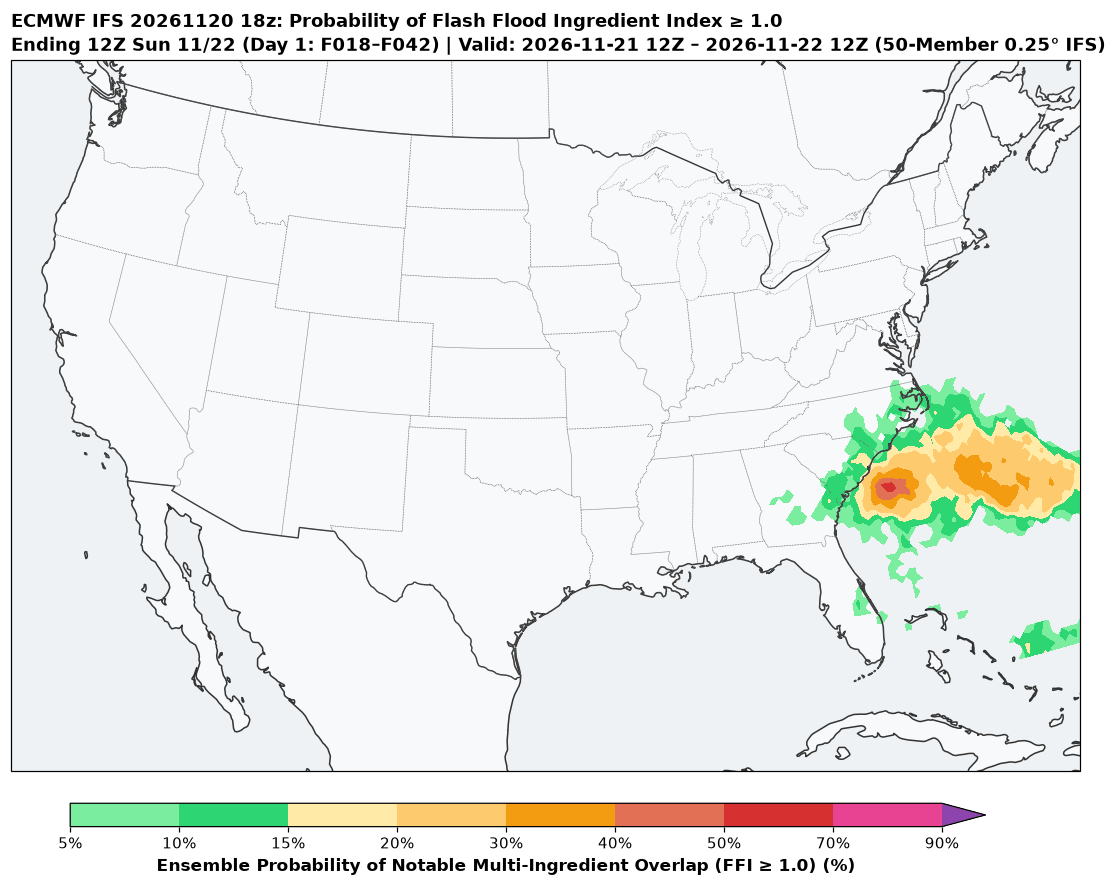 ECMWF IFS 20261120 18z: Probability of Flash Flood Ingredient Index ≥ 1.0
Ending 12Z Sun 11/22 (Day 1: F018–F042) | Valid: 2026-11-21 12Z – 2026-11-22 12Z (50-Member 0.25° IFS)
5% 10% 15% 20% 30% 40% 50% 70% 90%
Ensemble Probability of Notable Multi-Ingredient Overlap (FFI ≥ 1.0) (%)